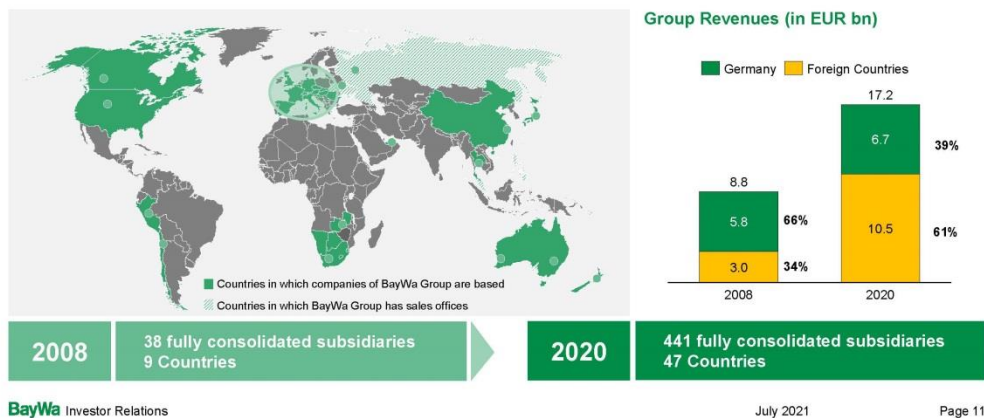 Group Revenues (in EUR bn)
Germany
Foreign Countries
17.2
6.7
39%
8.8
5.8
66%
10.5
61%
3.0
34%
2008
2020
Countries in which companies of BayWa Group are based
Countries in which BayWa Group has sales offices
2008
38 fully consolidated subsidiaries
9 Countries
2020
441 fully consolidated subsidiaries
47 Countries
BayWa Investor Relations
July 2021
Page 11